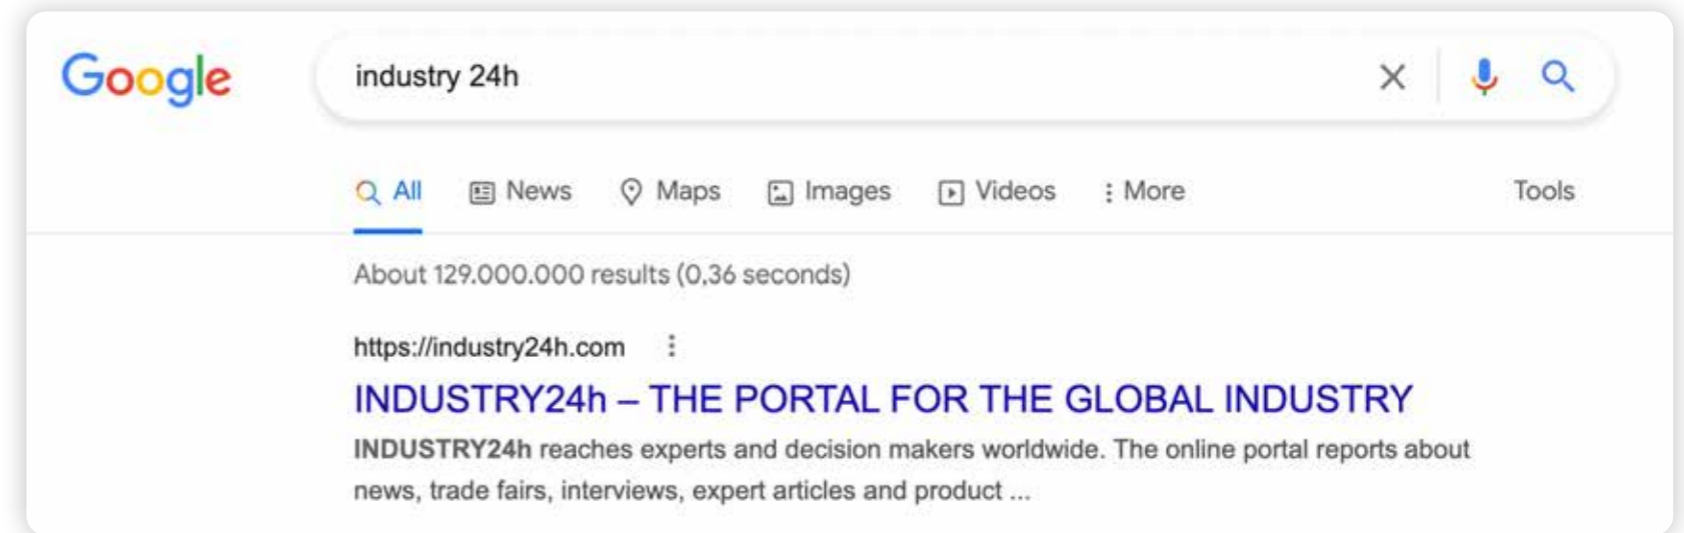 Google
industry 24h
All News Maps Images Videos More Tools
About 129.000.000 results (0,36 seconds)
https://industry24h.com
INDUSTRY24h – THE PORTAL FOR THE GLOBAL INDUSTRY
INDUSTRY24h reaches experts and decision makers worldwide. The online portal reports about
news, trade fairs, interviews, expert articles and product ...